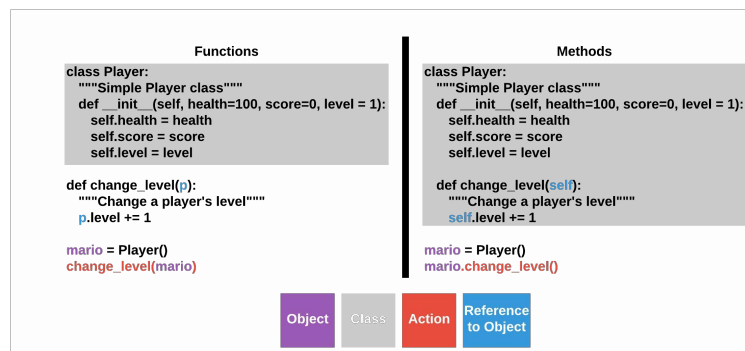 Functions
class Player:
"""Simple Player class"""
def __init__(self, health=100, score=0, level = 1):
self.health = health
self.score = score
self.level = level
def change_level(p):
"""Change a player's level"""
p.level += 1
mario = Player()
change_level(mario)
Methods
class Player:
"""Simple Player class"""
def __init__(self, health=100, score=0, level = 1):
self.health = health
self.score = score
self.level = level
def change_level(self):
"""Change a player's level"""
self.level += 1
mario = Player()
mario.change_level()
Object
Class
Action
Reference
to Object